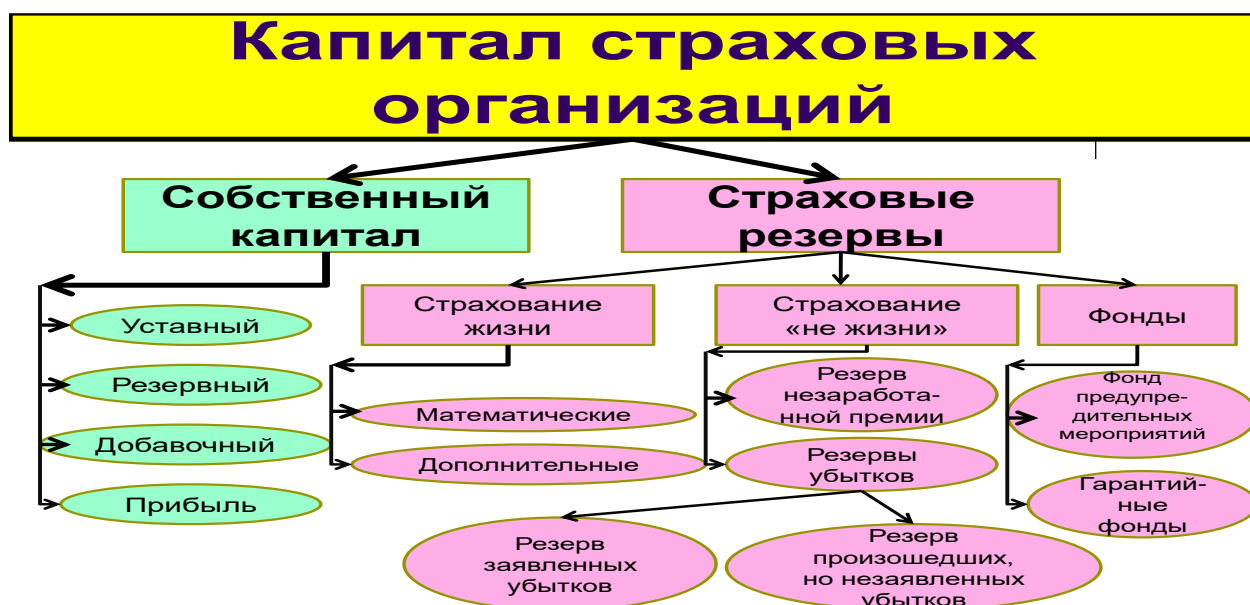 Капитал страховых
организаций
Собственный
капитал
Страховые
резервы
Уставный
Резервный
Добавочный
Прибыль
Страхование
жизни
Математические
Дополнительные
Страхование
«не жизни»
Резерв
незаработа-
нной премии
Резервы
убытков
Резерв
заявленных
убытков
Резерв
произошедших,
но незаявленных
убытков
Фонды
Фонд
предупре-
дительных
мероприятий
Гарантий-
ные
фонды